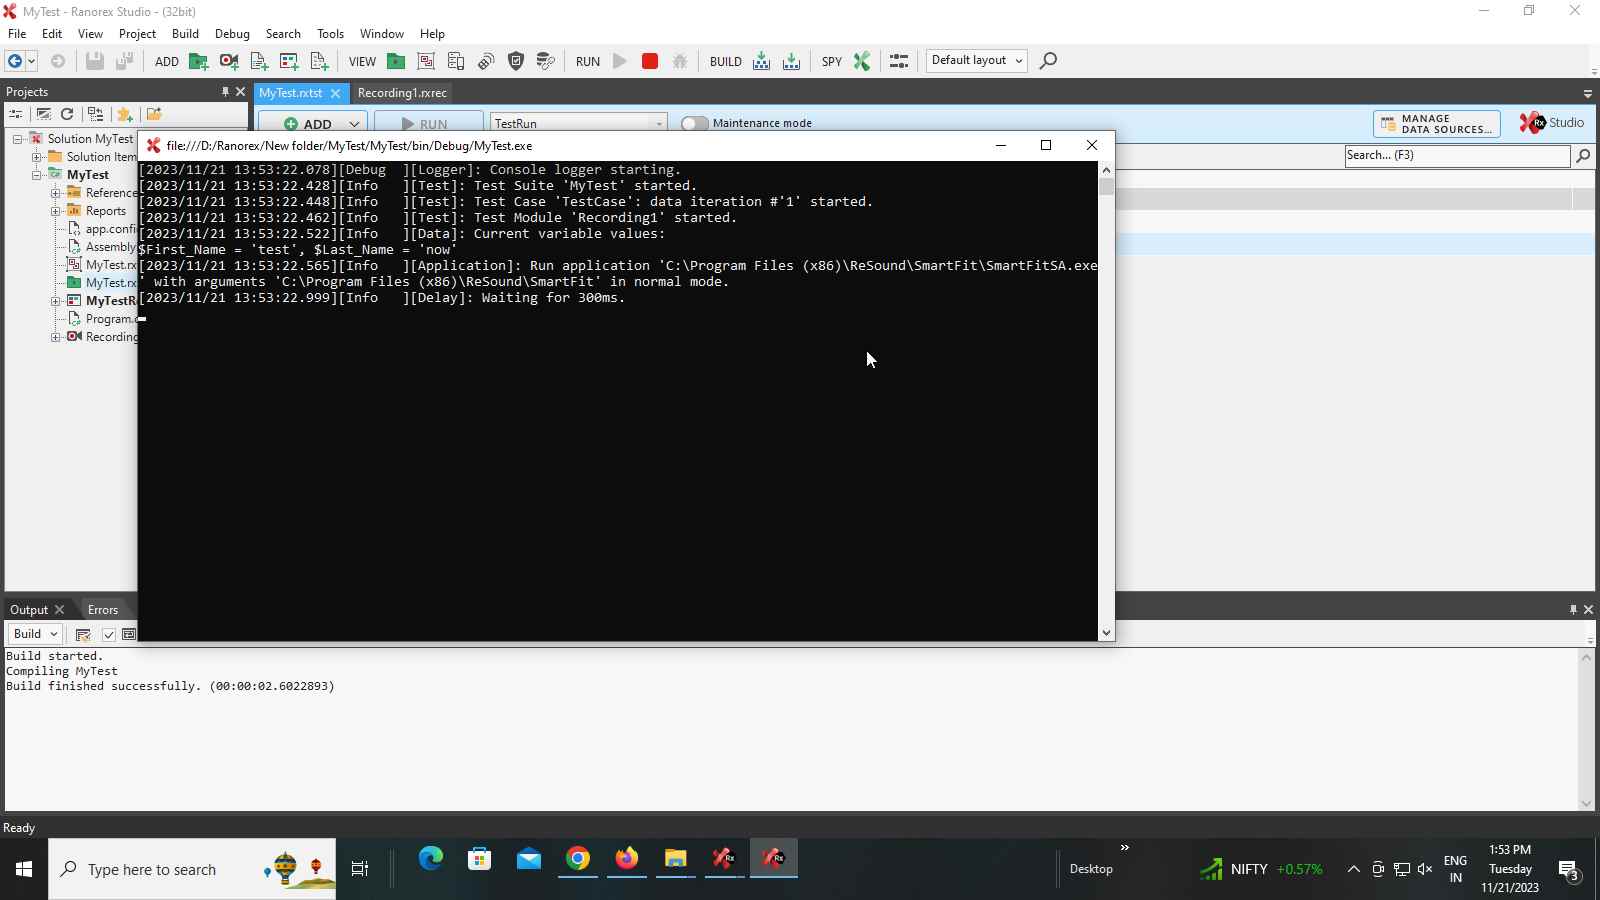 MyTest - Ranorex Studio - (32bit)
File Edit View Project Build Debug Search Tools Window Help
ADD VIEW RUN BUILD SPY Default layout
Projects
MyTest.rxtst Recording1.rxrec
ADD RUN TestRun Maintenance mode
MANAGE
DATA SOURCES...
Rx Studio
Search... (F3)
Solution MyTest
Solution Item
MyTest
Reference
Reports
app.confi
Assembly
MyTest.rx
MyTest.rx
MyTestR
Program.c
Recording
file:///D:/Ranorex/New folder/MyTest/MyTest/bin/Debug/MyTest.exe
[2023/11/21 13:53:22.078][Debug  ][Logger]: Console logger starting.
[2023/11/21 13:53:22.428][Info   ][Test]: Test Suite 'MyTest' started.
[2023/11/21 13:53:22.448][Info   ][Test]: Test Case 'TestCase': data iteration #'1' started.
[2023/11/21 13:53:22.462][Info   ][Test]: Test Module 'Recording1' started.
[2023/11/21 13:53:22.522][Info   ][Data]: Current variable values:
$First_Name = 'test', $Last_Name = 'now'
[2023/11/21 13:53:22.565][Info   ][Application]: Run application 'C:\Program Files (x86)\ReSound\SmartFit\SmartFitSA.exe
' with arguments 'C:\Program Files (x86)\ReSound\SmartFit' in normal mode.
[2023/11/21 13:53:22.999][Info   ][Delay]: Waiting for 300ms.
Output Errors
Build
Build started.
Compiling MyTest
Build finished successfully. (00:00:02.6022893)
Ready
Type here to search
Rx
Rx
Desktop
NIFTY +0.57%
ENG
IN
1:53 PM
Tuesday
11/21/2023
3